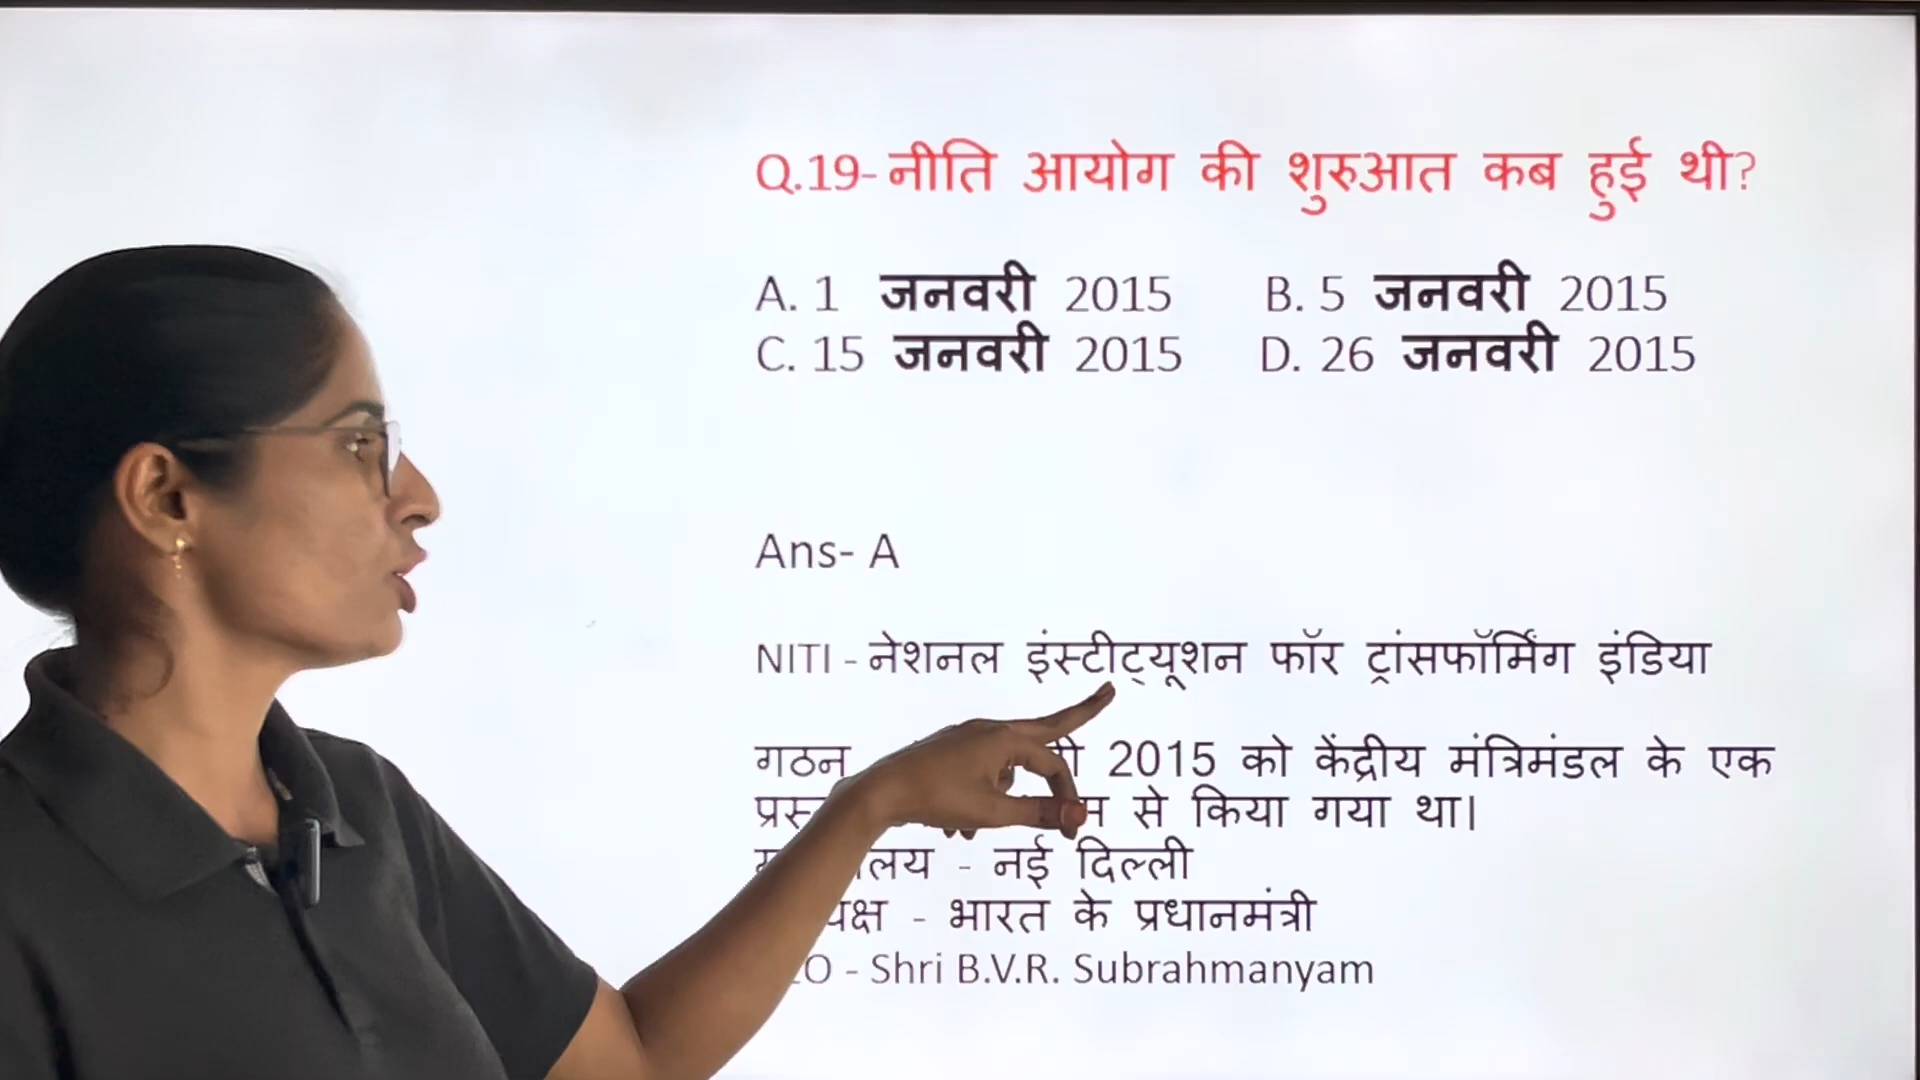 Q.19- नीति आयोग की शुरुआत कब हुई थी?
A. 1 जनवरी 2015 B. 5 जनवरी 2015
C. 15 जनवरी 2015 D. 26 जनवरी 2015
Ans- A
NITI - नेशनल इंस्टीट्यूशन फॉर ट्रांसफॉर्मिंग इंडिया
गठन 2015 को केंद्रीय मंत्रिमंडल के एक
से किया गया था।
- नई दिल्ली
- भारत के प्रधानमंत्री
- Shri B.V.R. Subrahmanyam